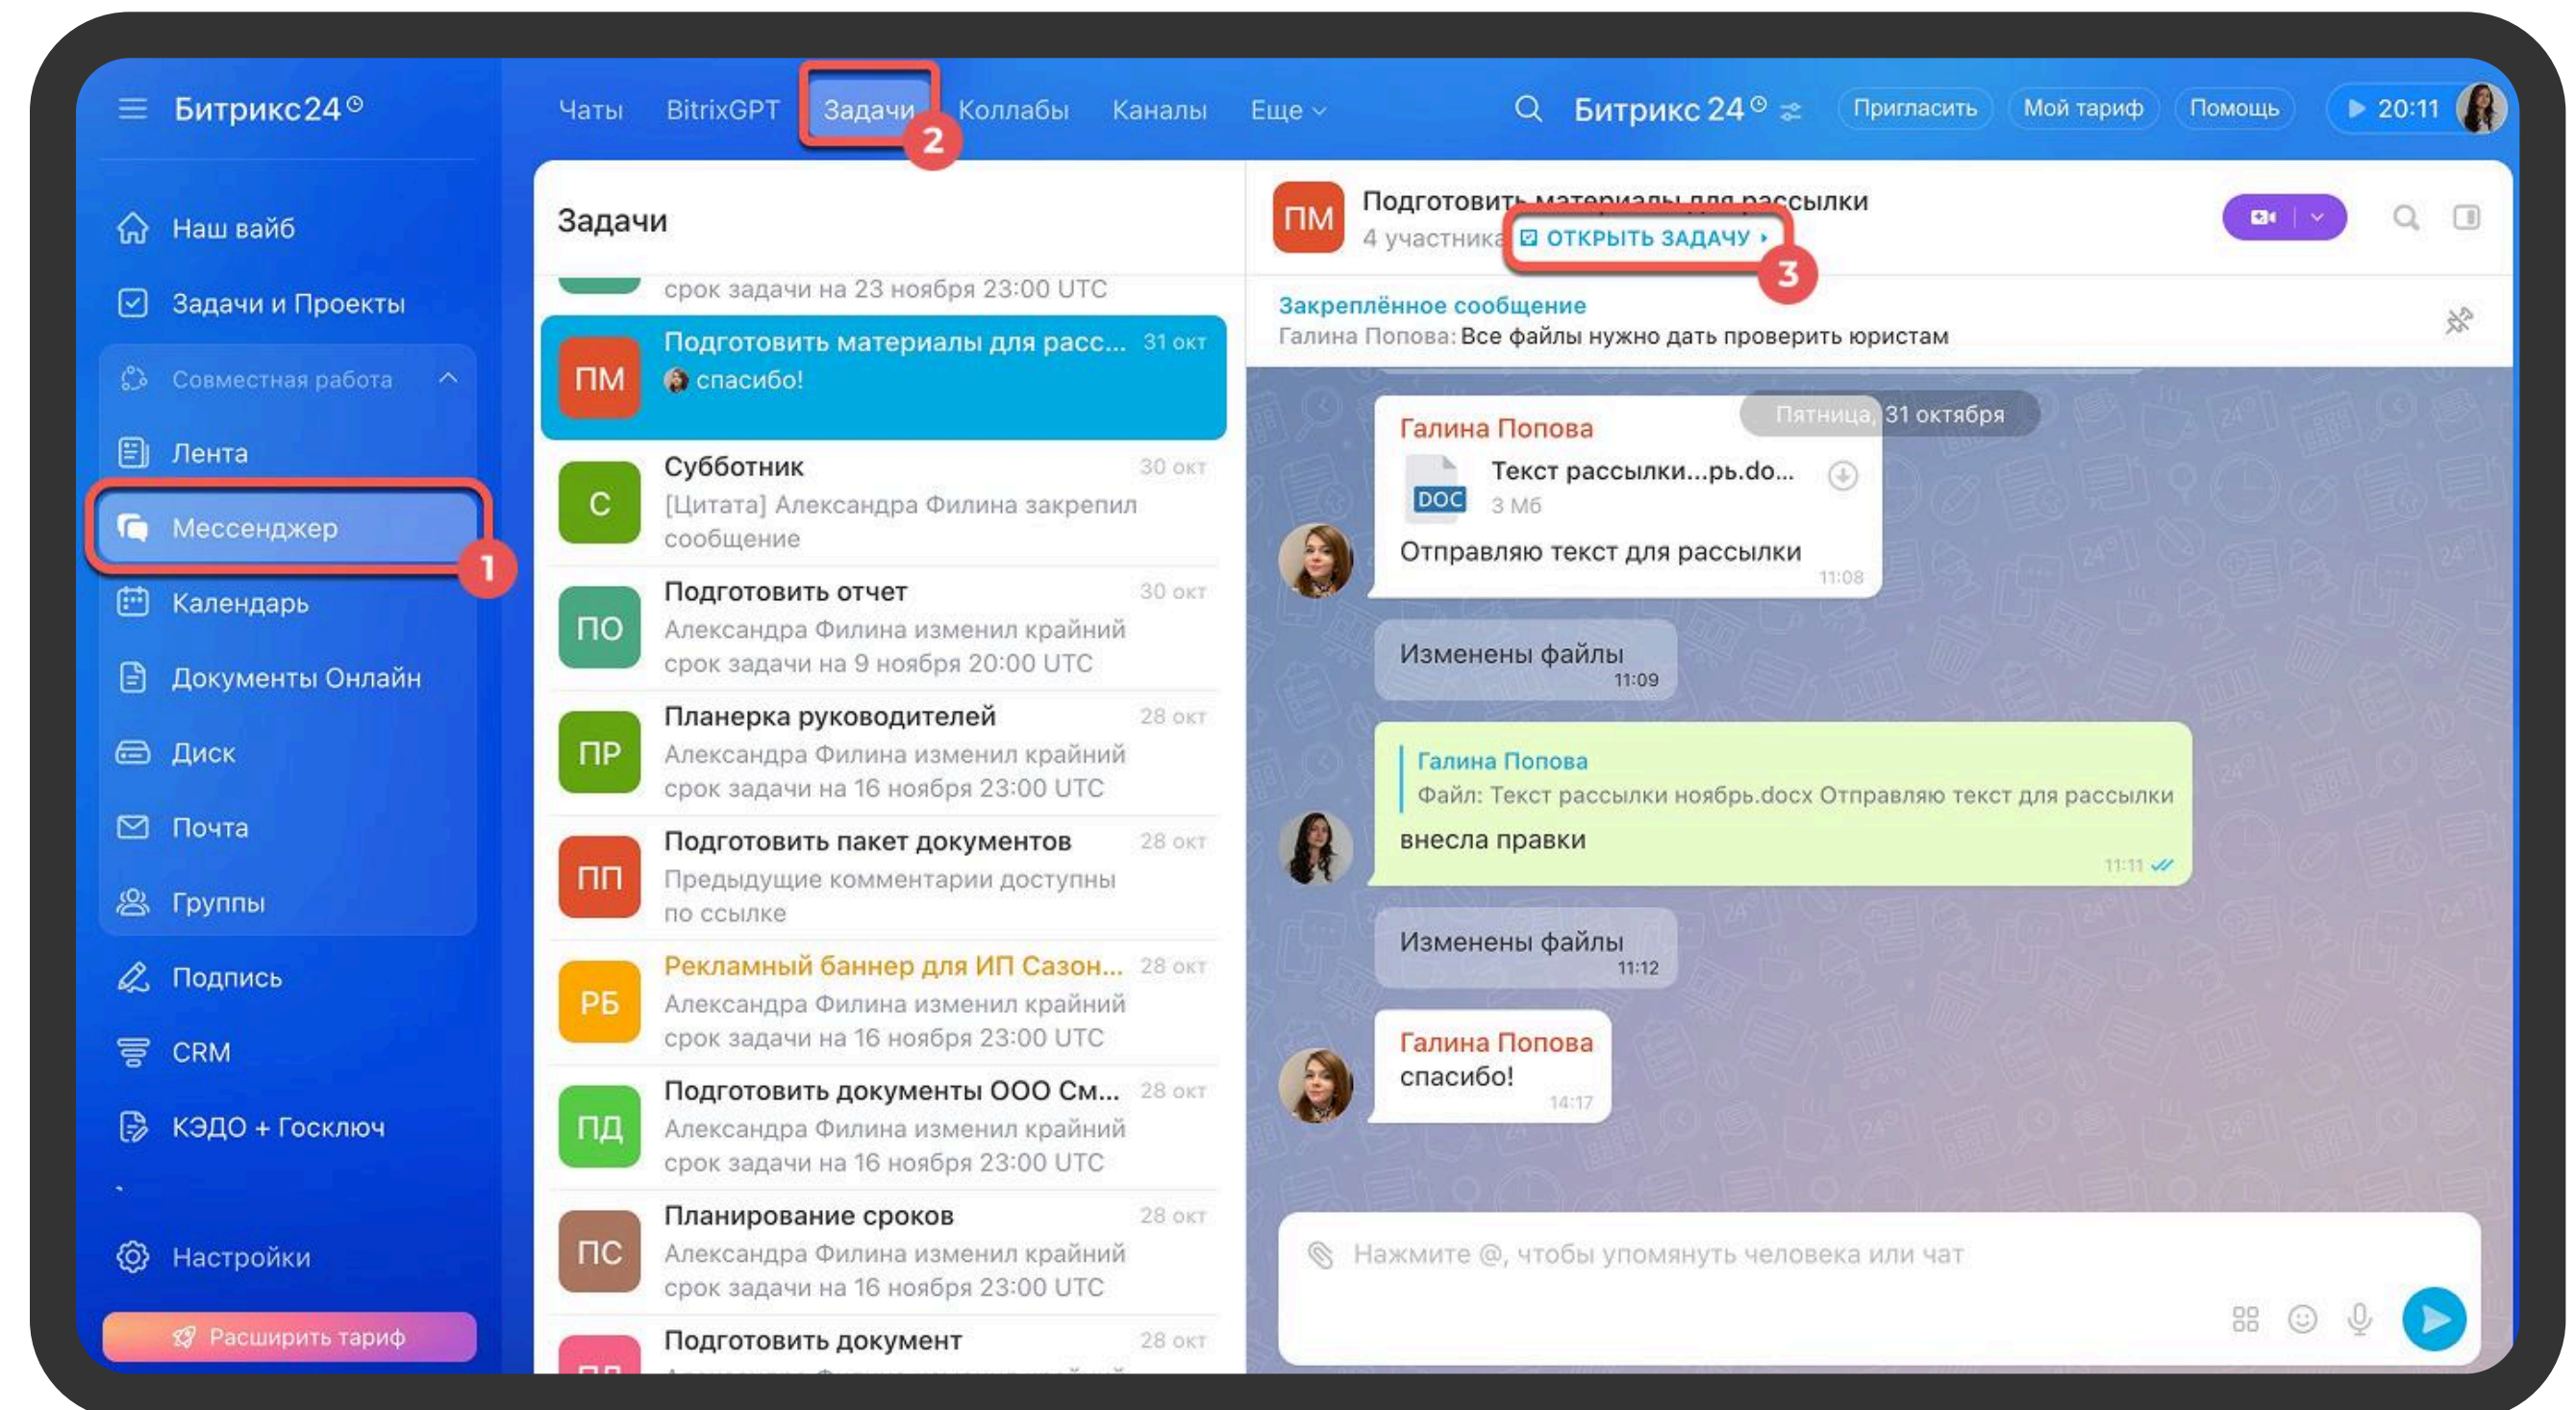 Битрикс24
Наш вайб
Задачи и Проекты
Совместная работа
Лента
Мессенджер
1
Календарь
Документы Онлайн
Диск
Почта
Группы
Подпись
CRM
КЭДО + Госключ
Настройки
Расширить тариф
Чаты BitrixGPT Задачи Коллабы Каналы Еще
2
Битрикс 24 Пригласить Мой тариф Помощь 20:11
Задачи
срок задачи на 23 ноября 23:00 UTC
ПМ
Подготовить материалы для расс... 31 окт
спасибо!
С
Субботник 30 окт
[Цитата] Александра Филина закрепил
сообщение
ПО
Подготовить отчет 30 окт
Александра Филина изменил крайний
срок задачи на 9 ноября 20:00 UTC
ПР
Планерка руководителей 28 окт
Александра Филина изменил крайний
срок задачи на 16 ноября 23:00 UTC
ПП
Подготовить пакет документов 28 окт
Предыдущие комментарии доступны
по ссылке
РБ
Рекламный баннер для ИП Сазон... 28 окт
Александра Филина изменил крайний
срок задачи на 16 ноября 23:00 UTC
ПД
Подготовить документы ООО См... 28 окт
Александра Филина изменил крайний
срок задачи на 16 ноября 23:00 UTC
ПС
Планирование сроков 28 окт
Александра Филина изменил крайний
срок задачи на 16 ноября 23:00 UTC
Подготовить документ 28 окт
ПМ
Подготовить материалы для рассылки
4 участника ОТКРЫТЬ ЗАДАЧУ
3
Закреплённое сообщение
Галина Попова: Все файлы нужно дать проверить юристам
Пятница, 31 октября
Галина Попова
Текст рассылки...рь.do...
DOC
3 Мб
Отправляю текст для рассылки
11:08
Изменены файлы
11:09
Галина Попова
Файл: Текст рассылки ноябрь.docx Отправляю текст для рассылки
внесла правки
11:11
Изменены файлы
11:12
Галина Попова
спасибо!
14:17
Нажмите @, чтобы упомянуть человека или чат